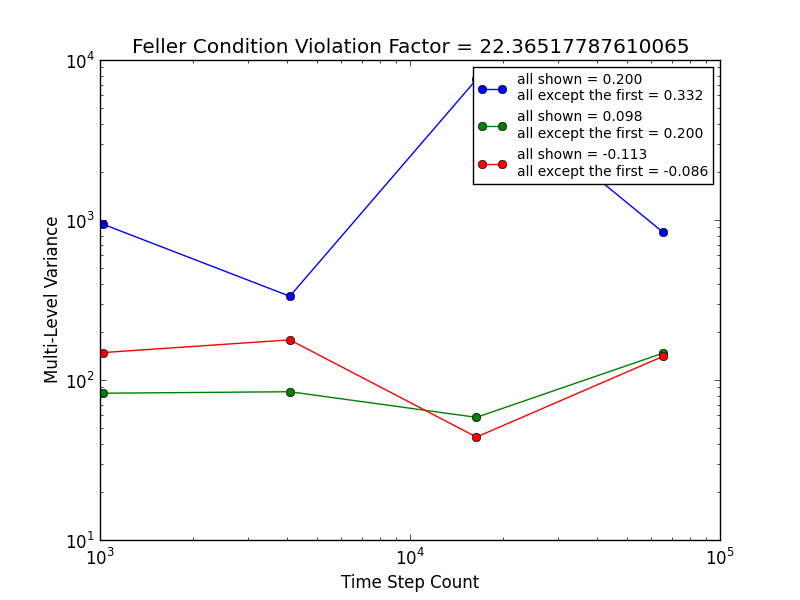 Feller Condition Violation Factor = 22.36517787610065
all shown = 0.200
all except the first = 0.332
all shown = 0.098
all except the first = 0.200
all shown = -0.113
all except the first = -0.086
Multi-Level Variance
10^4
10^3
10^2
10^1
10^3
10^4
10^5
Time Step Count